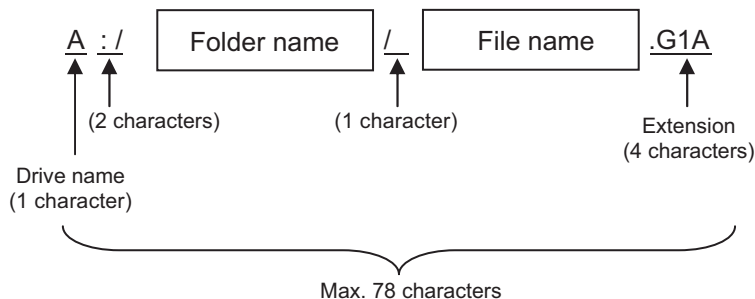 A :/ Folder name /_ File name .G1A
(2 characters) (1 character) Extension
(4 characters)
Drive name
(1 character)
Max. 78 characters